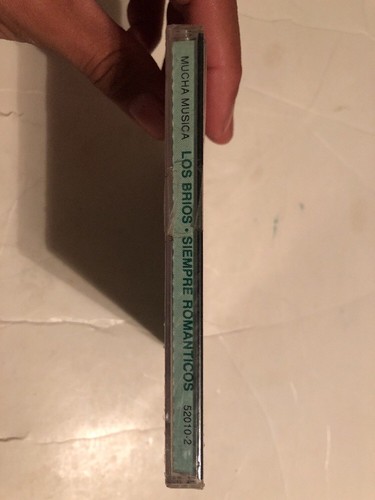 MUCHA MUSICA LOS BRIOS • SIEMPRE ROMANTICOS 52010-2